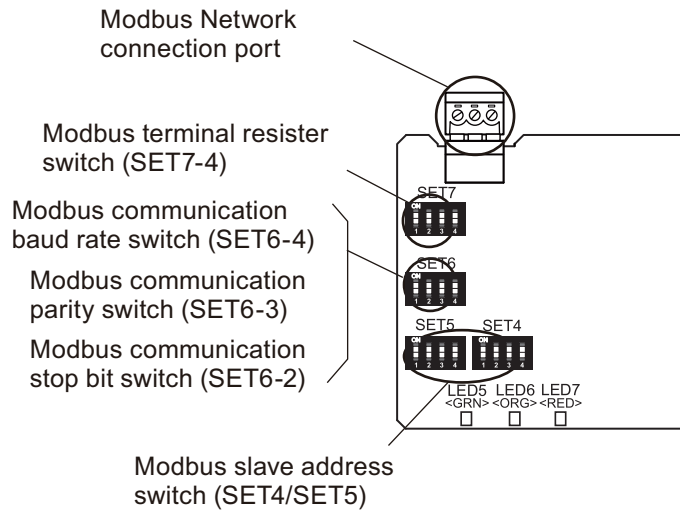 Modbus Network
connection port
Modbus terminal resister
switch (SET7-4)
SET7
ON
1 2 3 4
Modbus communication
baud rate switch (SET6-4)
SET6
ON
1 2 3 4
Modbus communication
parity switch (SET6-3)
Modbus communication
stop bit switch (SET6-2)
SET5 SET4
ON ON
1 2 3 4 1 2 3 4
LED5 LED6 LED7
<GRN> <ORG> <RED>
Modbus slave address
switch (SET4/SET5)